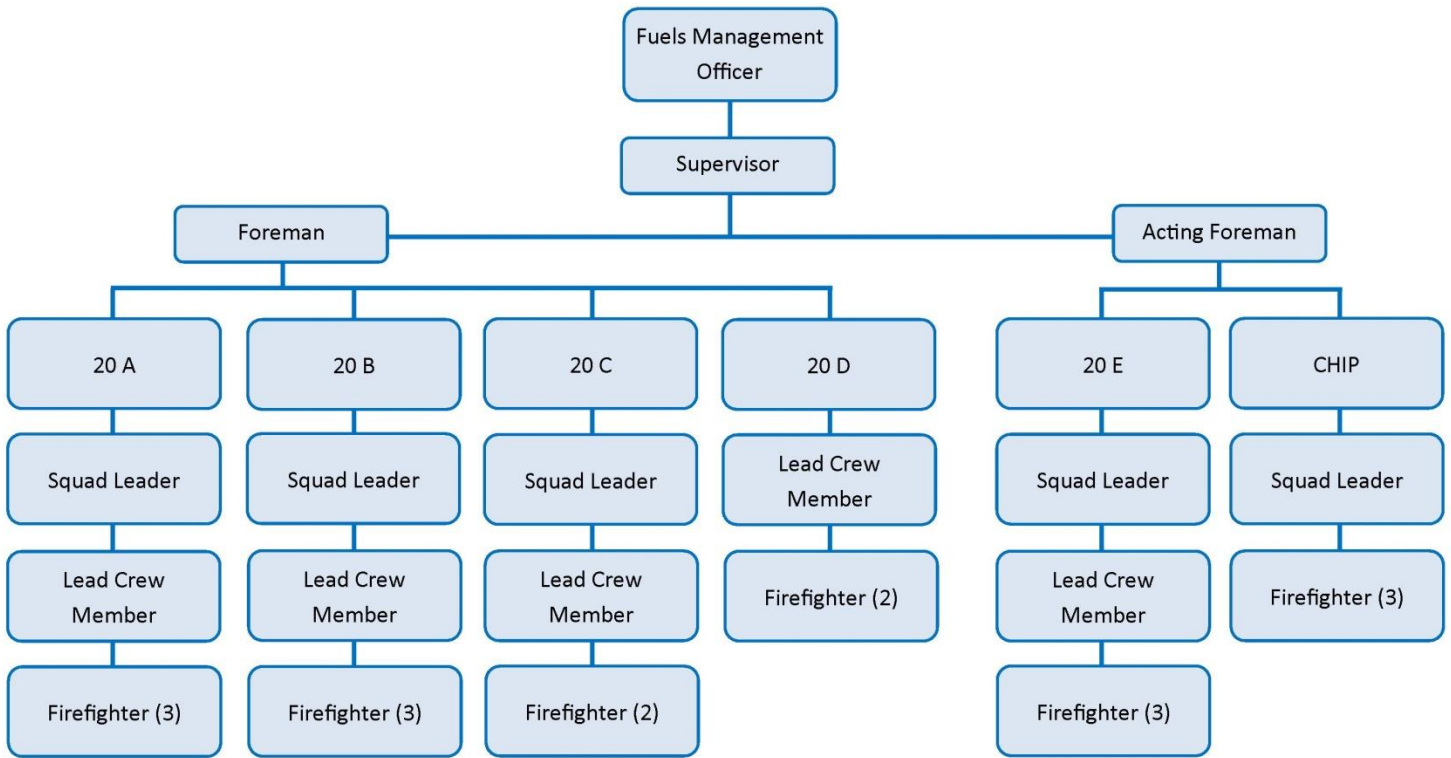 Fuels Management
Officer
Supervisor
Foreman
Acting Foreman
20 A
20 B
20 C
20 D
20 E
CHIP
Squad Leader
Squad Leader
Squad Leader
Lead Crew
Member
Squad Leader
Squad Leader
Lead Crew
Member
Lead Crew
Member
Lead Crew
Member
Firefighter (2)
Lead Crew
Member
Firefighter (3)
Firefighter (3)
Firefighter (3)
Firefighter (2)
Firefighter (3)